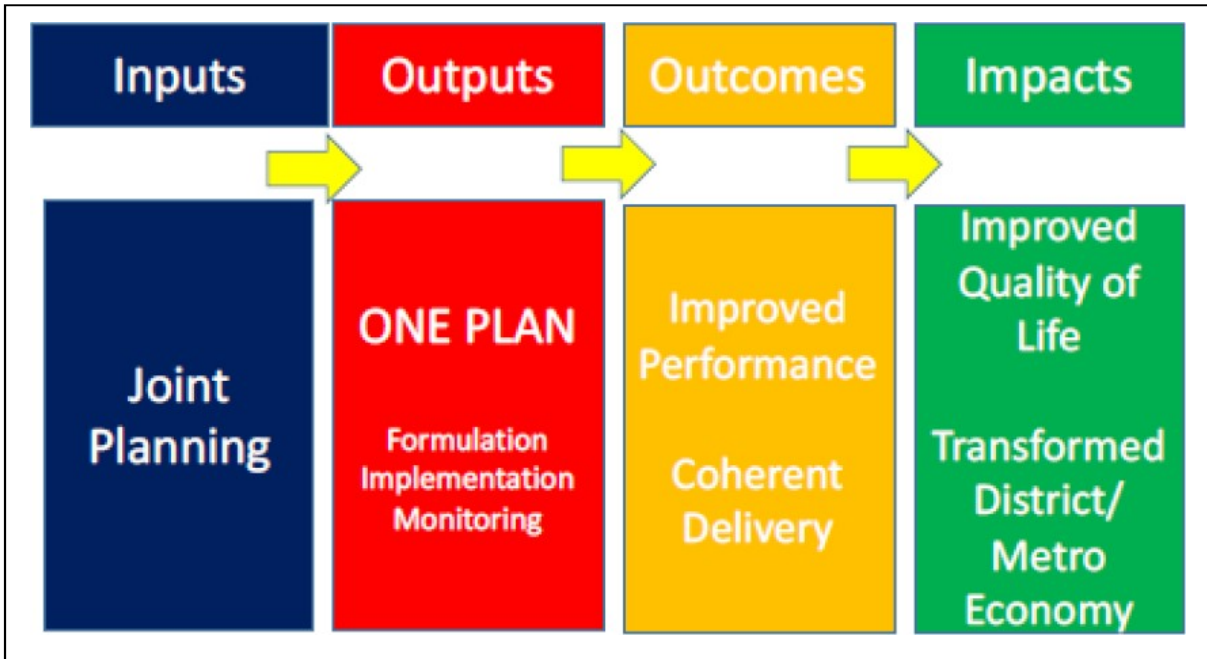 Inputs
Outputs
Outcomes
Impacts
Joint
Planning
ONE PLAN
Formulation
Implementation
Monitoring
Improved
Performance
Coherent
Delivery
Improved
Quality of
Life
Transformed
District/
Metro
Economy